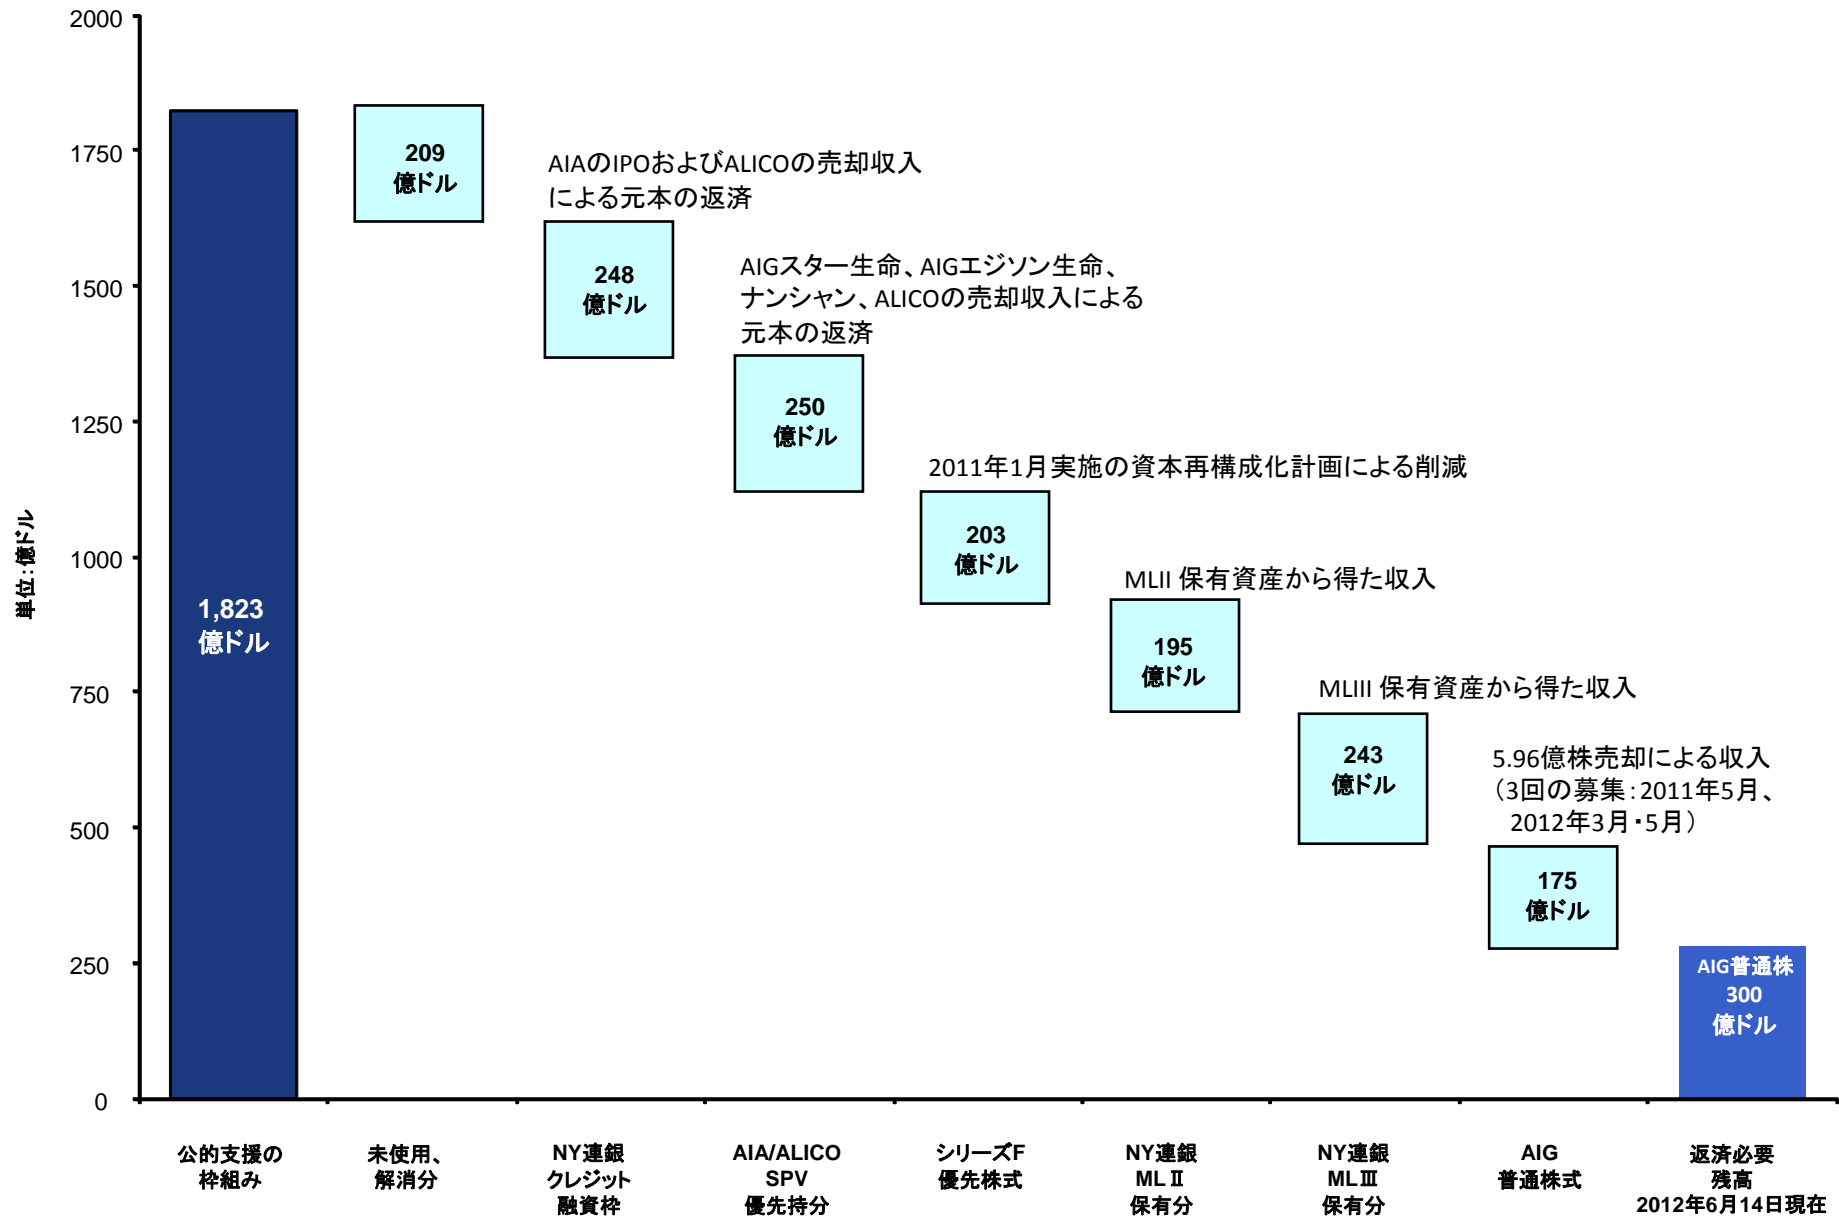 2000
1750
1500
1250
1000
750
500
250
0
単位：億ドル
1,823
億ドル
209
億ドル
AIAのIPOおよびALICOの売却収入
による元本の返済
248
億ドル
AIGスター生命、AIGエジソン生命、
ナンシャン、ALICOの売却収入による
元本の返済
250
億ドル
2011年1月実施の資本再構成化計画による削減
203
億ドル
MLII 保有資産から得た収入
195
億ドル
MLIII 保有資産から得た収入
243
億ドル
5.96億株売却による収入
（3回の募集：2011年5月、
2012年3月・5月）
175
億ドル
AIG普通株
300
億ドル
公的支援の
枠組み
未使用、
解消分
NY連銀
クレジット
融資枠
AIA/ALICO
SPV
優先持分
シリーズF
優先株式
NY連銀
MLⅡ
保有分
NY連銀
MLⅢ
保有分
AIG
普通株式
返済必要
残高
2012年6月14日現在